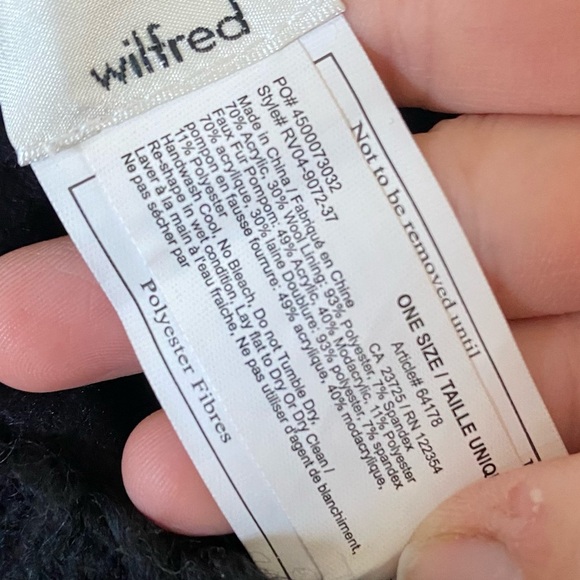 wilfred
PO# 4500073032
Style# RV04-9072-37
Made in China / Fabriqué en Chine
70% Acrylic, 30% Wool Lining: 93% Polyester, 7% Spandex
Faux Fur Pompom: 49% Acrylic, 40% Modacrylic, 11% Polyester
70% acrylique, 30% laine Doublure: 93% polyester, 7% spandex
pompon en fausse fourrure: 49% acrylique, 40% modacrylique,
11% Polyester
Handwash Cool, No Bleach, Do not Tumble Dry,
Re-shape in wet condition, Lay flat to Dry Or Dry Clean /
Laver à la main à l'eau fraîche, Ne pas utiliser d'agent de blanchiment,
Ne pas sécher par
ONE SIZE / TAILLE
Article# 64178
CA 23725 / RN 122354
Not to be removed until
Polyester Fibres